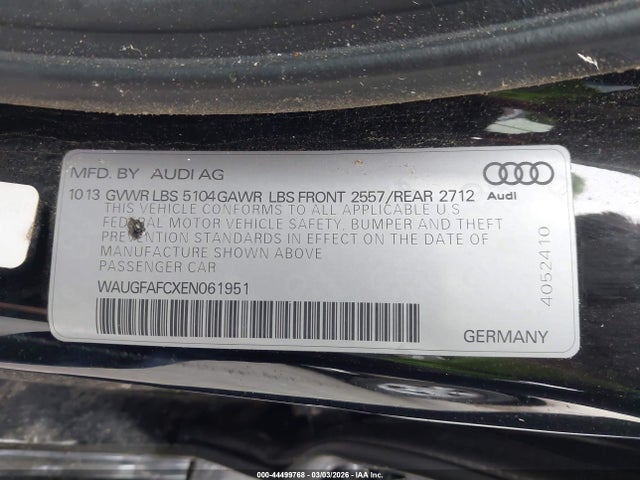 MFD. BY AUDI AG
10 13 GVWR LBS 5104 GAWR LBS FRONT 2557/REAR 2712
Audi
THIS VEHICLE CONFORMS TO ALL APPLICABLE U S
FEDERAL MOTOR VEHICLE SAFETY, BUMPER AND THEFT
PREVENTION STANDARDS IN EFFECT ON THE DATE OF
MANUFACTURE SHOWN ABOVE
PASSENGER CAR
4052410
WAUGFAFCXEN061951
GERMANY
000-44499768 - 03/03/2026 - IAA Inc.